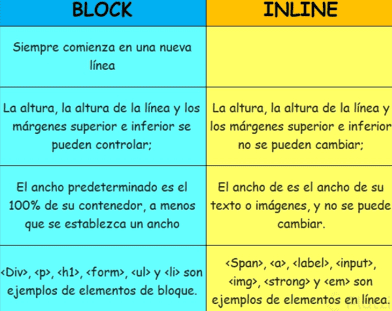 BLOCK
INLINE
Siempre comienza en una nueva
línea
La altura, la altura de la línea y los
márgenes superior e inferior se
pueden controlar;
La altura, la altura de la línea y
los márgenes superior e inferior
no se pueden cambiar;
El ancho predeterminado es el
100% de su contenedor, a menos
que se establezca un ancho
El ancho de es el ancho de su
texto o imágenes, y no se puede
cambiar.
<Div>, <p>, <h1>, <form>, <ul> y <li> son
ejemplos de elementos de bloque.
<Span>, <a>, <label>, <input>,
<img>, <strong> y <em> son
ejemplos de elementos en línea.